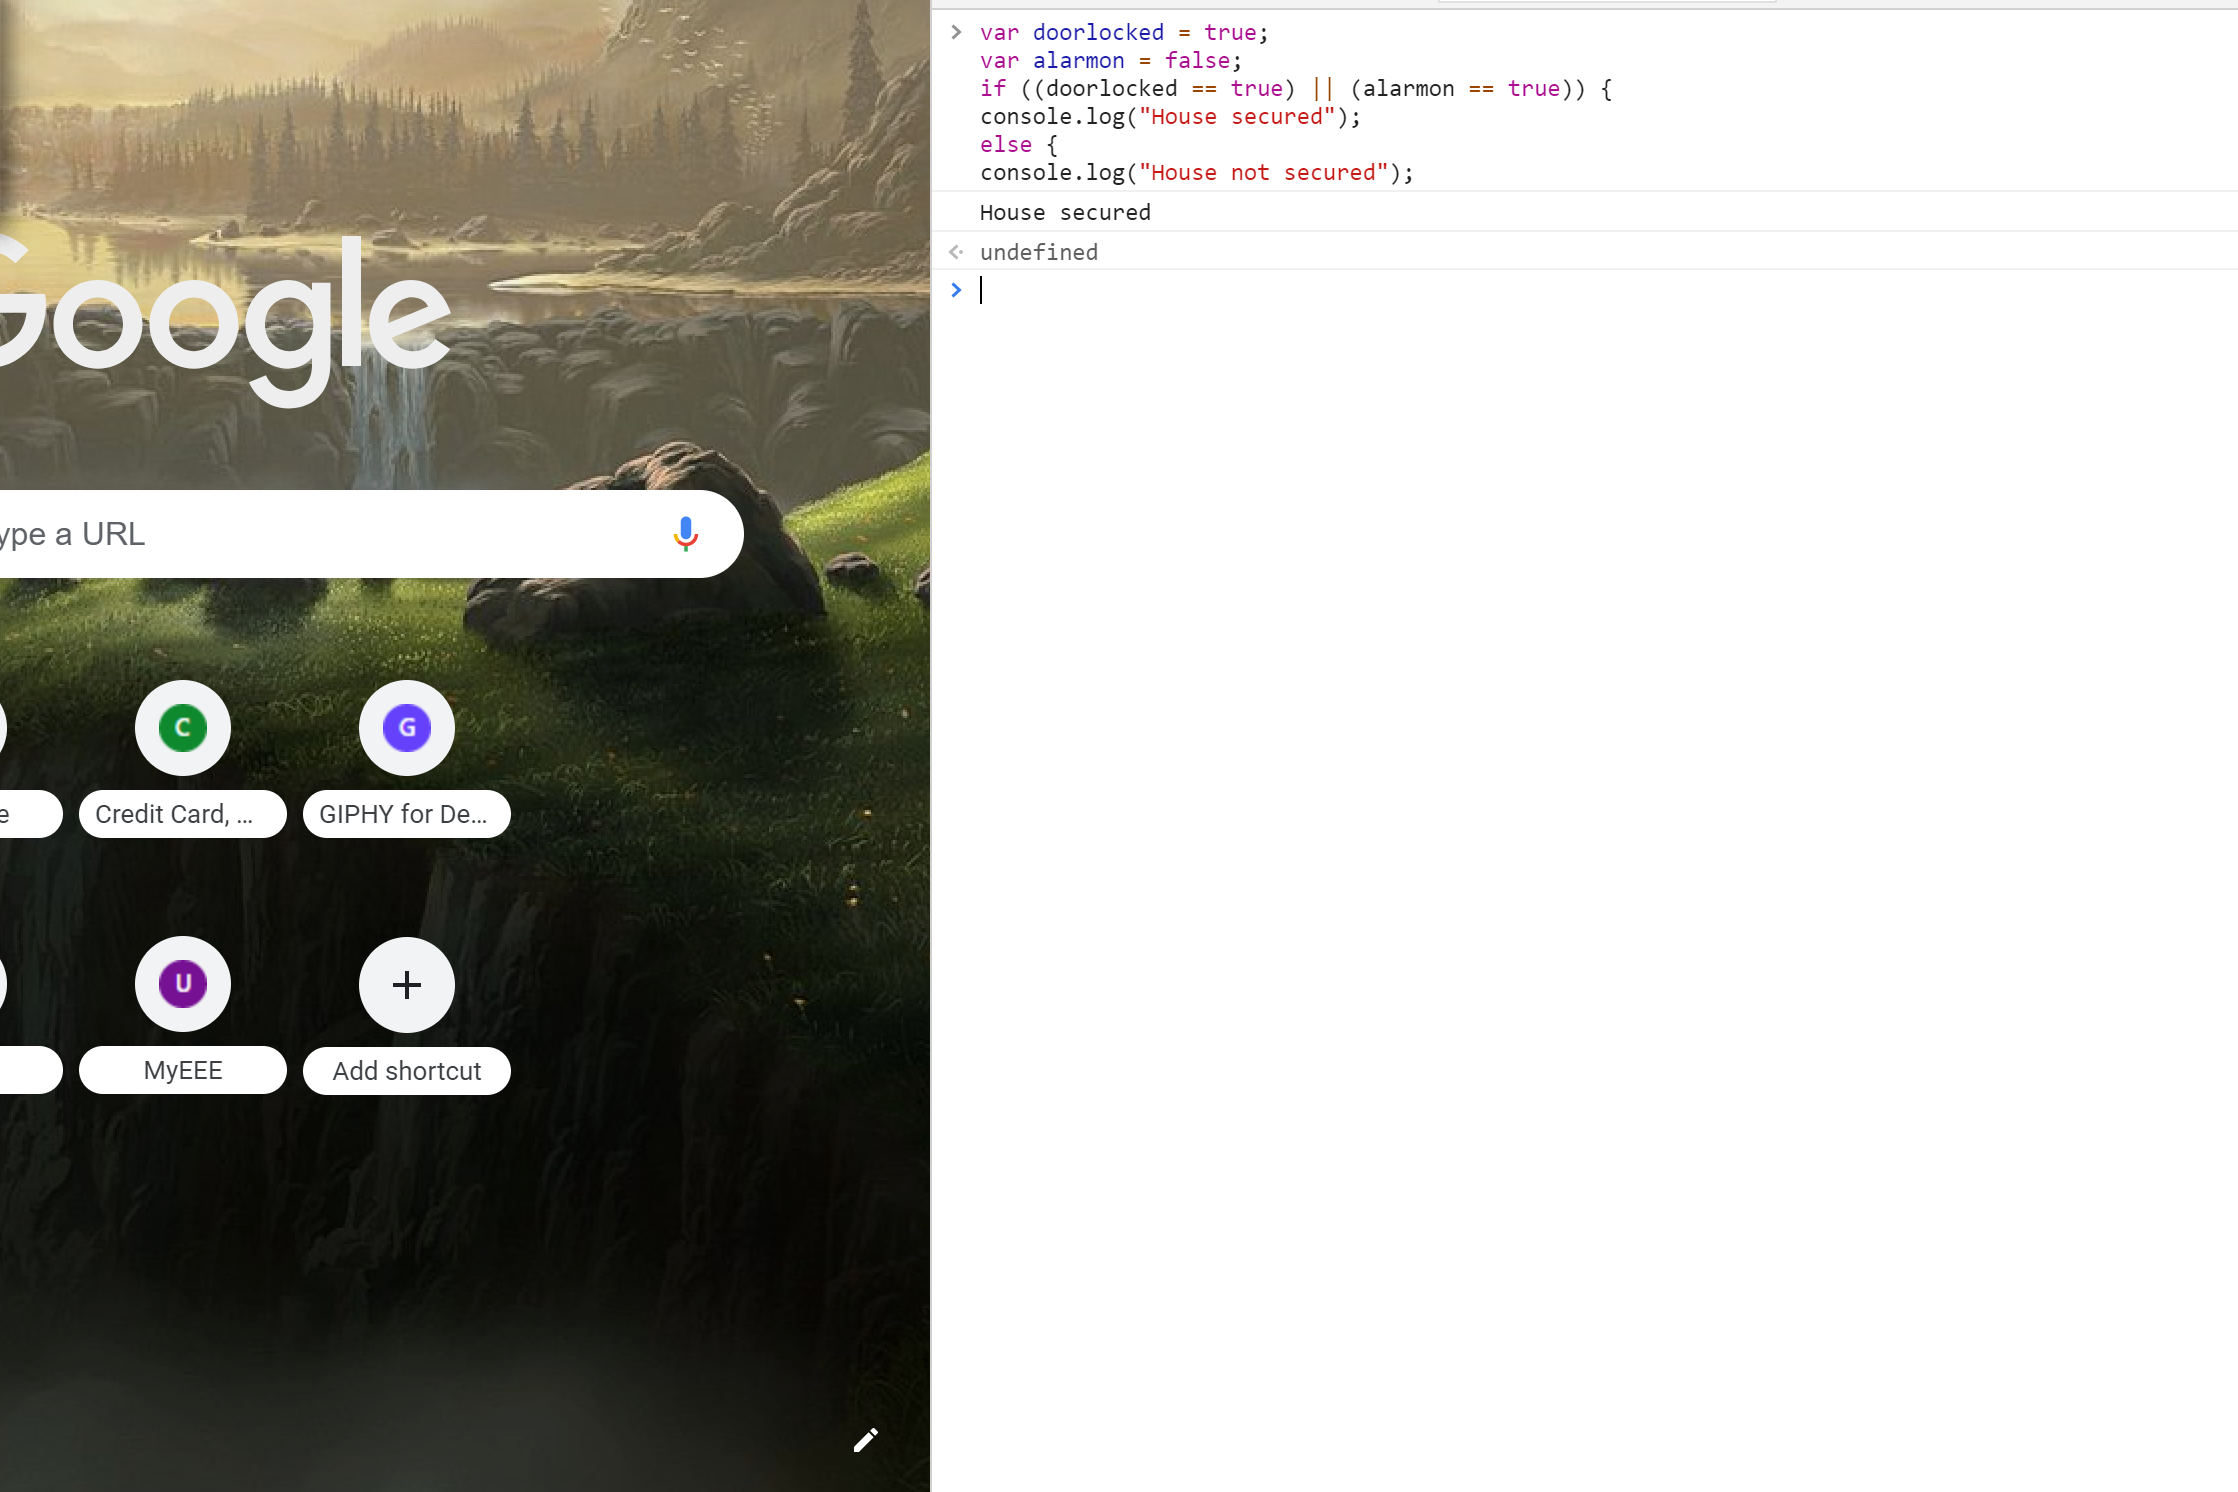 Google
ype a URL
C
G
e
Credit Card, ...
GIPHY for De...
U
MyEEE
Add shortcut
var doorlocked = true;
var alarmon = false;
if ((doorlocked == true) || (alarmon == true)) {
console.log("House secured");
else {
console.log("House not secured");
House secured
undefined